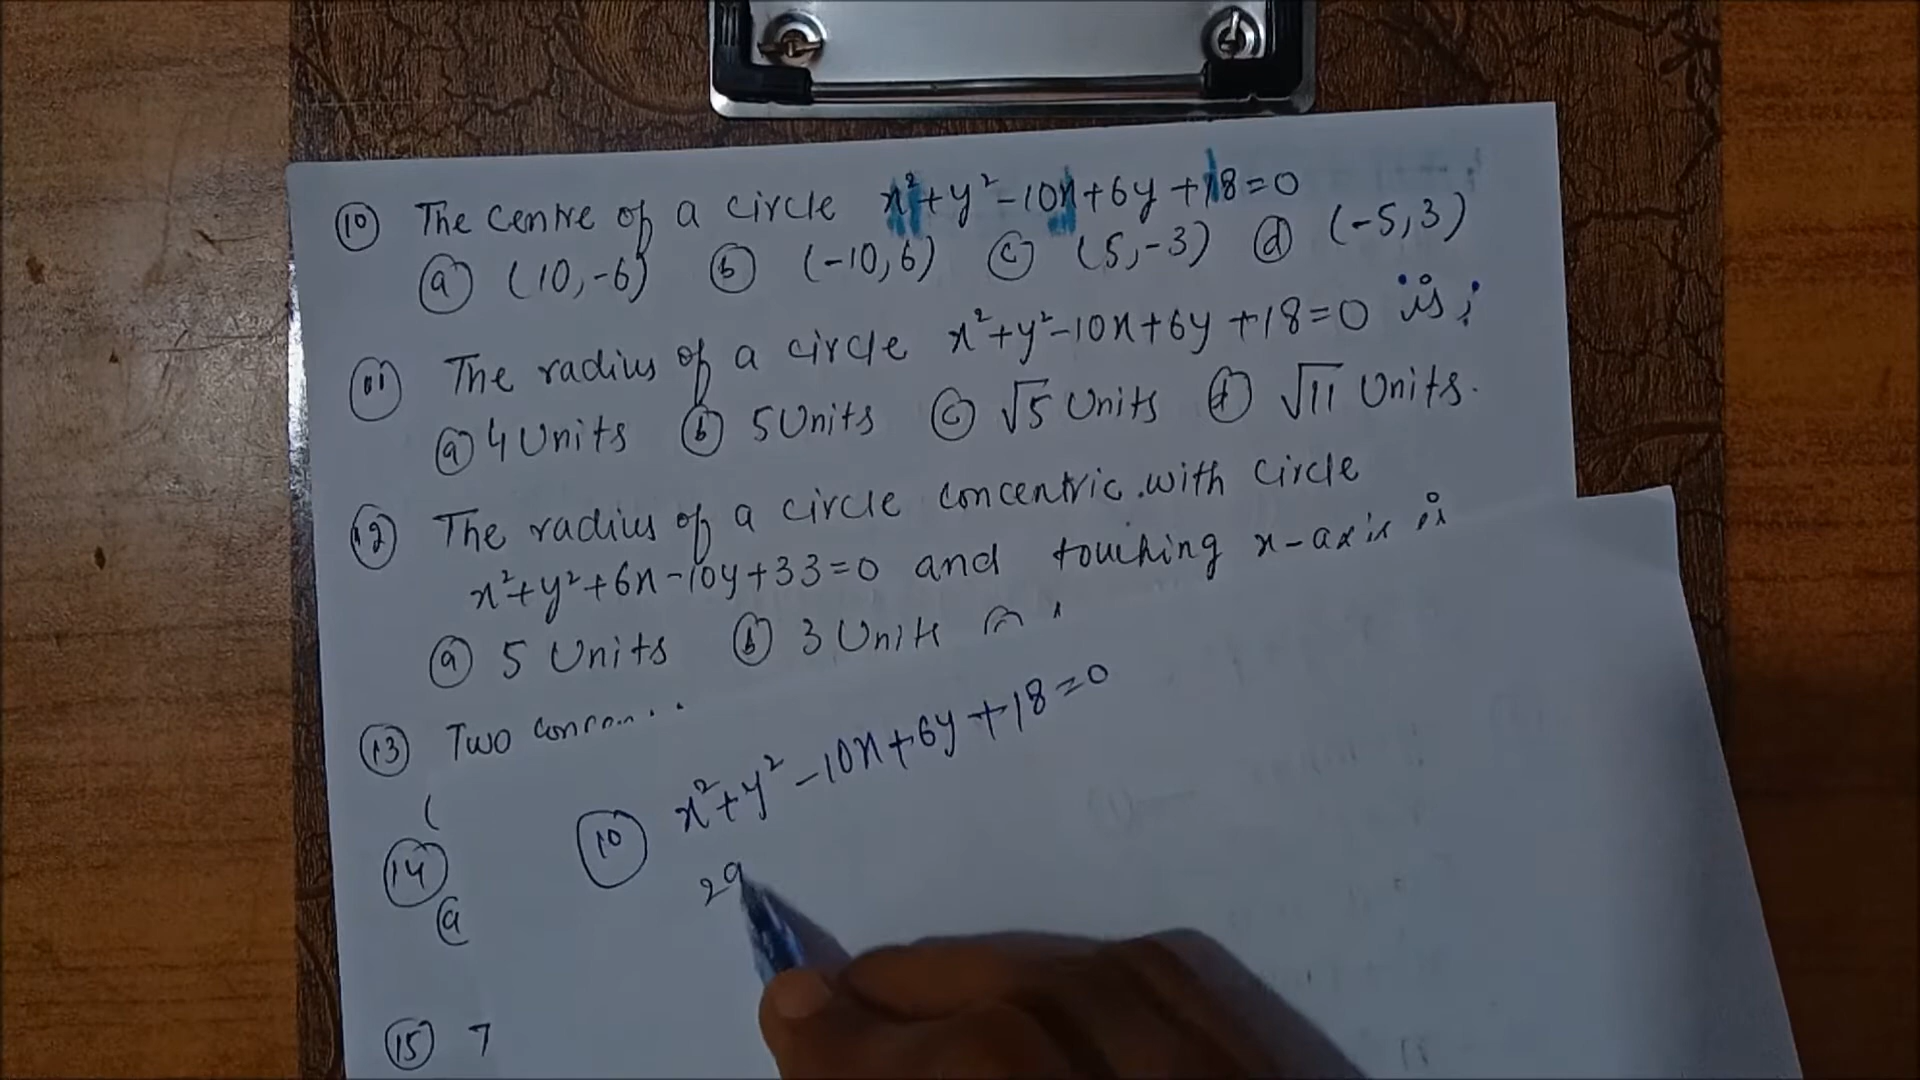 ⑩ The centre of a circle x²+y²-10x+6y+18=0
ⓐ (10,-6) ⓑ (-10,6) ⓒ (5,-3) ⓓ (-5,3)
⑪ The radius of a circle x²+y²-10x+6y+18=0 is;
ⓐ 4 Units ⓑ 5 Units ⓒ √5 Units ⓓ √11 Units.
⑫ The radius of a circle concentric with circle
x²+y²+6x-10y+33=0 and touching x-axis is
ⓐ 5 Units ⓑ 3 Units
⑬ Two
⑭
ⓐ
⑮
⑩ x²+y²-10x+6y+18=0
2g